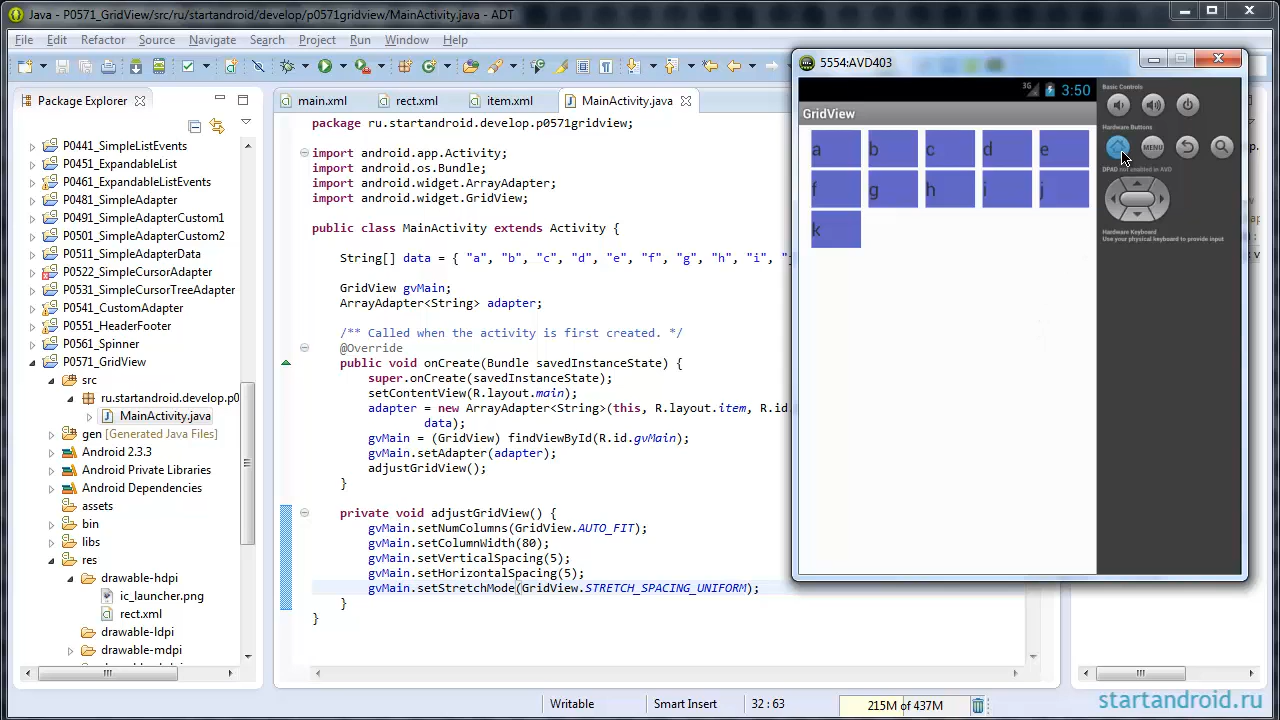 Java - P0571_GridView/src/ru/startandroid/develop/p0571gridview/MainActivity.java - ADT
File Edit Refactor Source Navigate Search Project Run Window Help
Package Explorer
P0441_SimpleListEvents
P0451_ExpandableList
P0461_ExpandableListEvents
P0481_SimpleAdapter
P0491_SimpleAdapterCustom1
P0501_SimpleAdapterCustom2
P0511_SimpleAdapterData
P0522_SimpleCursorAdapter
P0531_SimpleCursorTreeAdapter
P0541_CustomAdapter
P0551_HeaderFooter
P0561_Spinner
P0571_GridView
src
ru.startandroid.develop.p0
MainActivity.java
gen [Generated Java Files]
Android 2.3.3
Android Private Libraries
Android Dependencies
assets
bin
libs
res
drawable-hdpi
ic_launcher.png
rect.xml
drawable-ldpi
drawable-mdpi
main.xml rect.xml item.xml MainActivity.java
package ru.startandroid.develop.p0571gridview;
import android.app.Activity;
import android.os.Bundle;
import android.widget.ArrayAdapter;
import android.widget.GridView;
public class MainActivity extends Activity {
String[] data = { "a", "b", "c", "d", "e", "f", "g", "h", "i", "j
GridView gvMain;
ArrayAdapter<String> adapter;
/** Called when the activity is first created. */
@Override
public void onCreate(Bundle savedInstanceState) {
super.onCreate(savedInstanceState);
setContentView(R.layout.main);
adapter = new ArrayAdapter<String>(this, R.layout.item, R.id
data);
gvMain = (GridView) findViewById(R.id.gvMain);
gvMain.setAdapter(adapter);
adjustGridView();
}
private void adjustGridView() {
gvMain.setNumColumns(GridView.AUTO_FIT);
gvMain.setColumnWidth(80);
gvMain.setVerticalSpacing(5);
gvMain.setHorizontalSpacing(5);
gvMain.setStretchMode(GridView.STRETCH_SPACING_UNIFORM);
}
}
5554:AVD403
3G 3:50
GridView
a b c d e
f g h i j
k
Basic Controls
Hardware Buttons
MENU
DPAD not enabled in AVD
Hardware Keyboard
Use your physical keyboard to provide input
Writable Smart Insert 32 : 63 215M of 437M
startandroid.ru